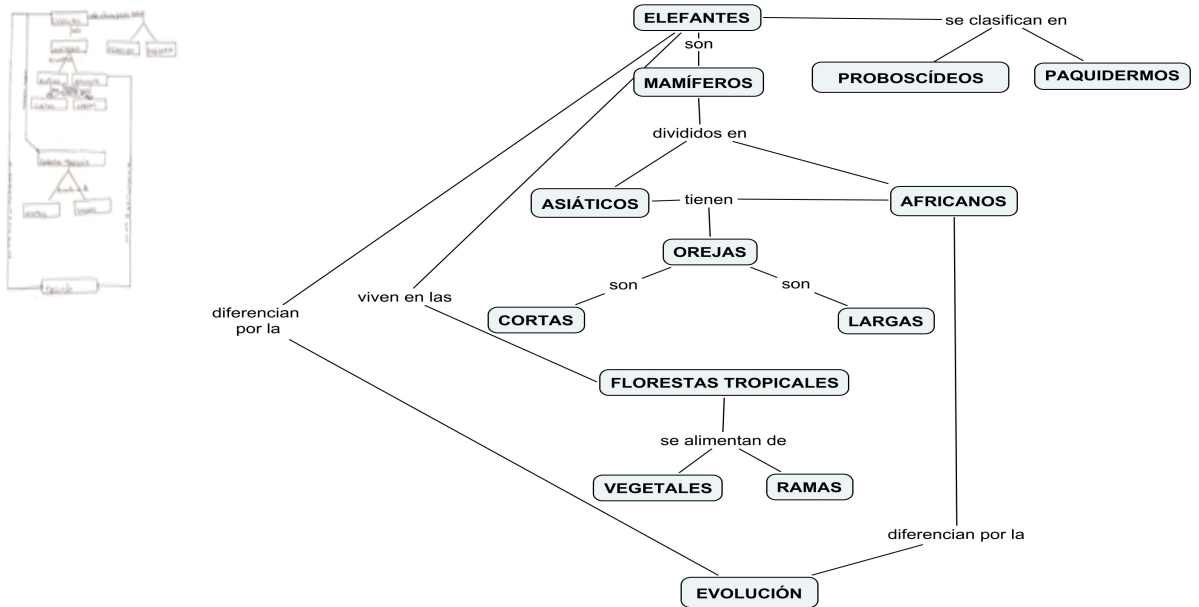 ELEFANTES
se clasifican en
son
MAMÍFEROS
PROBOSCÍDEOS
PAQUIDERMOS
divididos en
ASIÁTICOS
tienen
AFRICANOS
OREJAS
son
son
CORTAS
LARGAS
viven en las
diferencian
por la
FLORESTAS TROPICALES
se alimentan de
VEGETALES
RAMAS
diferencian por la
EVOLUCIÓN